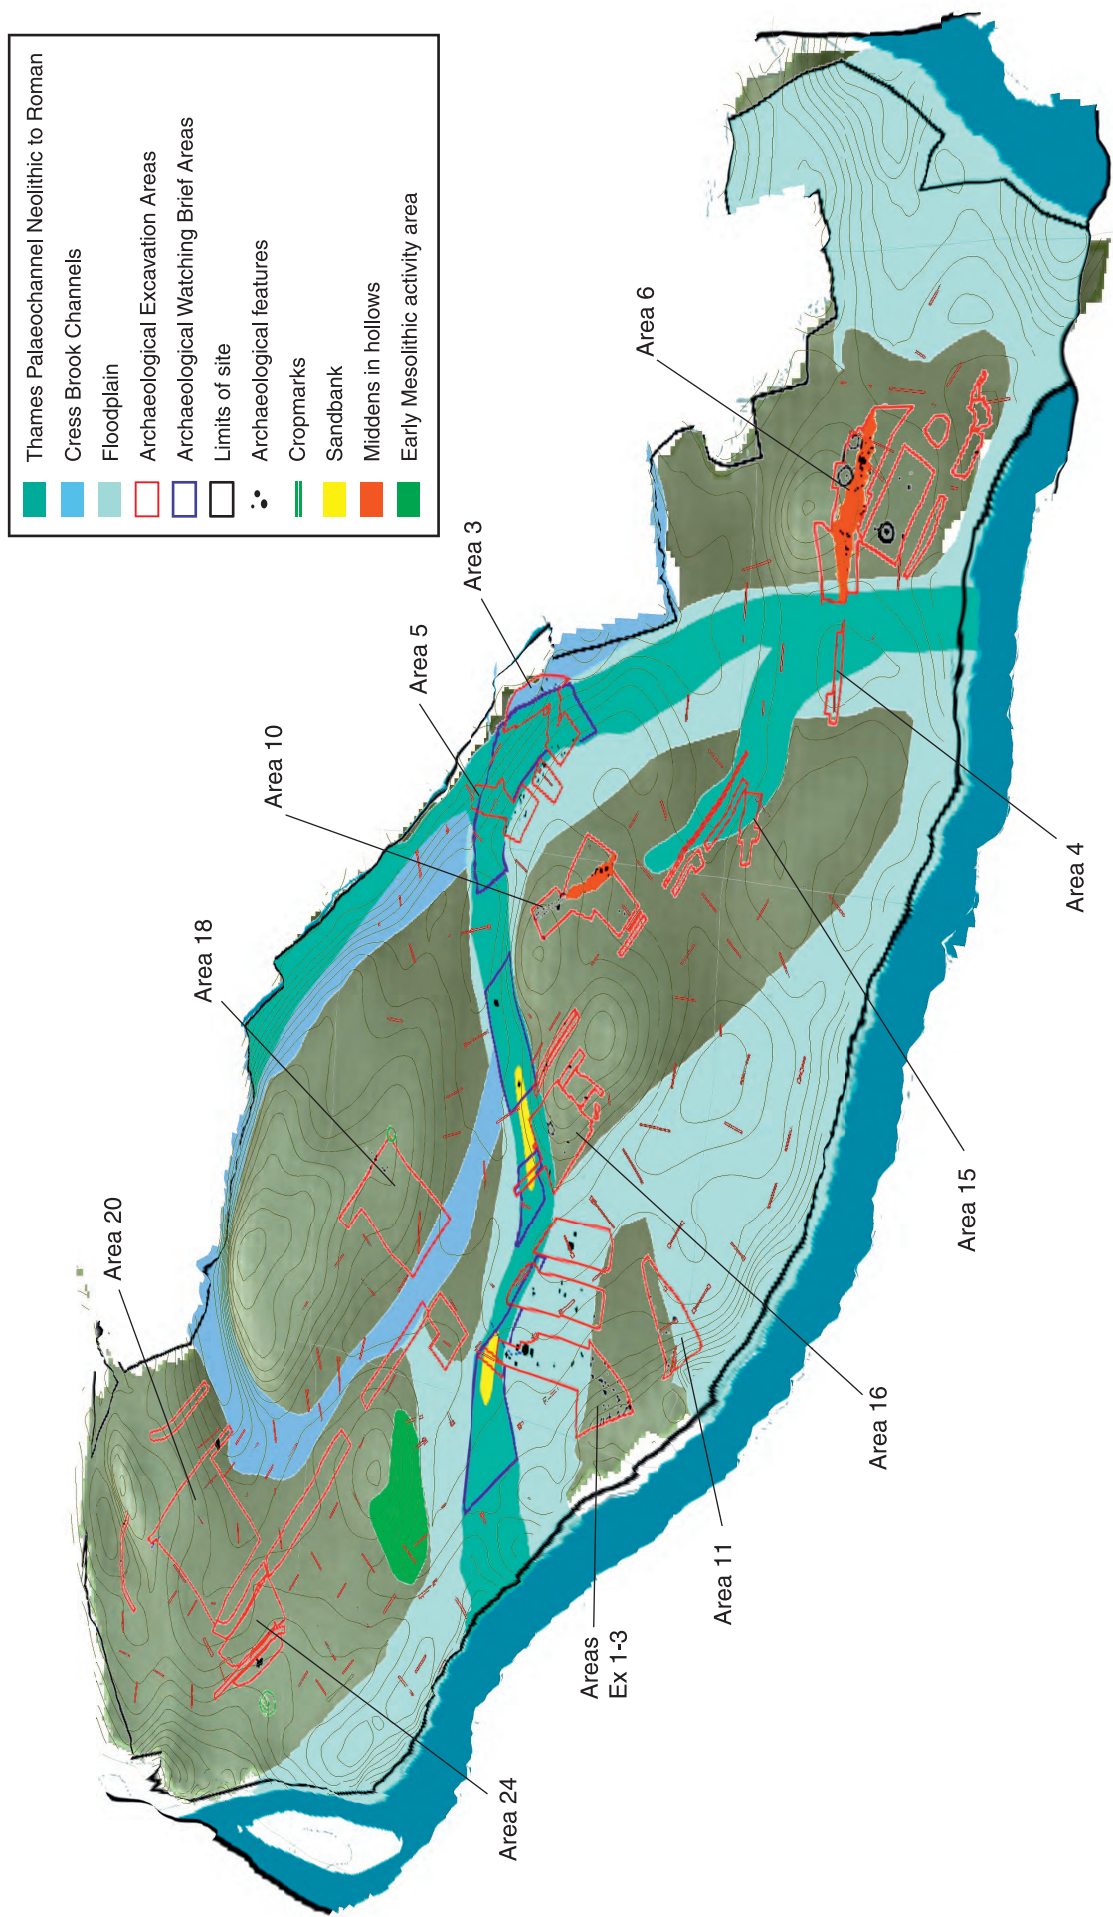 Thames Palaeochannel Neolithic to Roman
Cress Brook Channels
Floodplain
Archaeological Excavation Areas
Archaeological Watching Brief Areas
Limits of site
Archaeological features
Cropmarks
Sandbank
Middens in hollows
Early Mesolithic activity area
Area 20
Area 18
Area 10
Area 5
Area 3
Area 6
Area 24
Areas
Ex 1-3
Area 11
Area 16
Area 15
Area 4